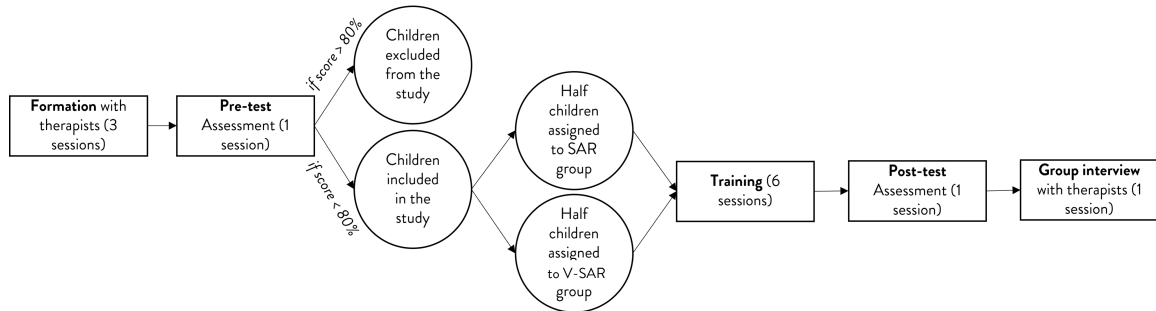 Formation with
therapists (3
sessions)
Pre-test
Assessment (1
session)
if score > 80%
if score < 80%
Children
excluded
from the
study
Children
included
in the
study
Half
children
assigned
to SAR
group
Half
children
assigned
to V-SAR
group
Training (6
sessions)
Post-test
Assessment (1
session)
Group interview
with therapists (1
session)